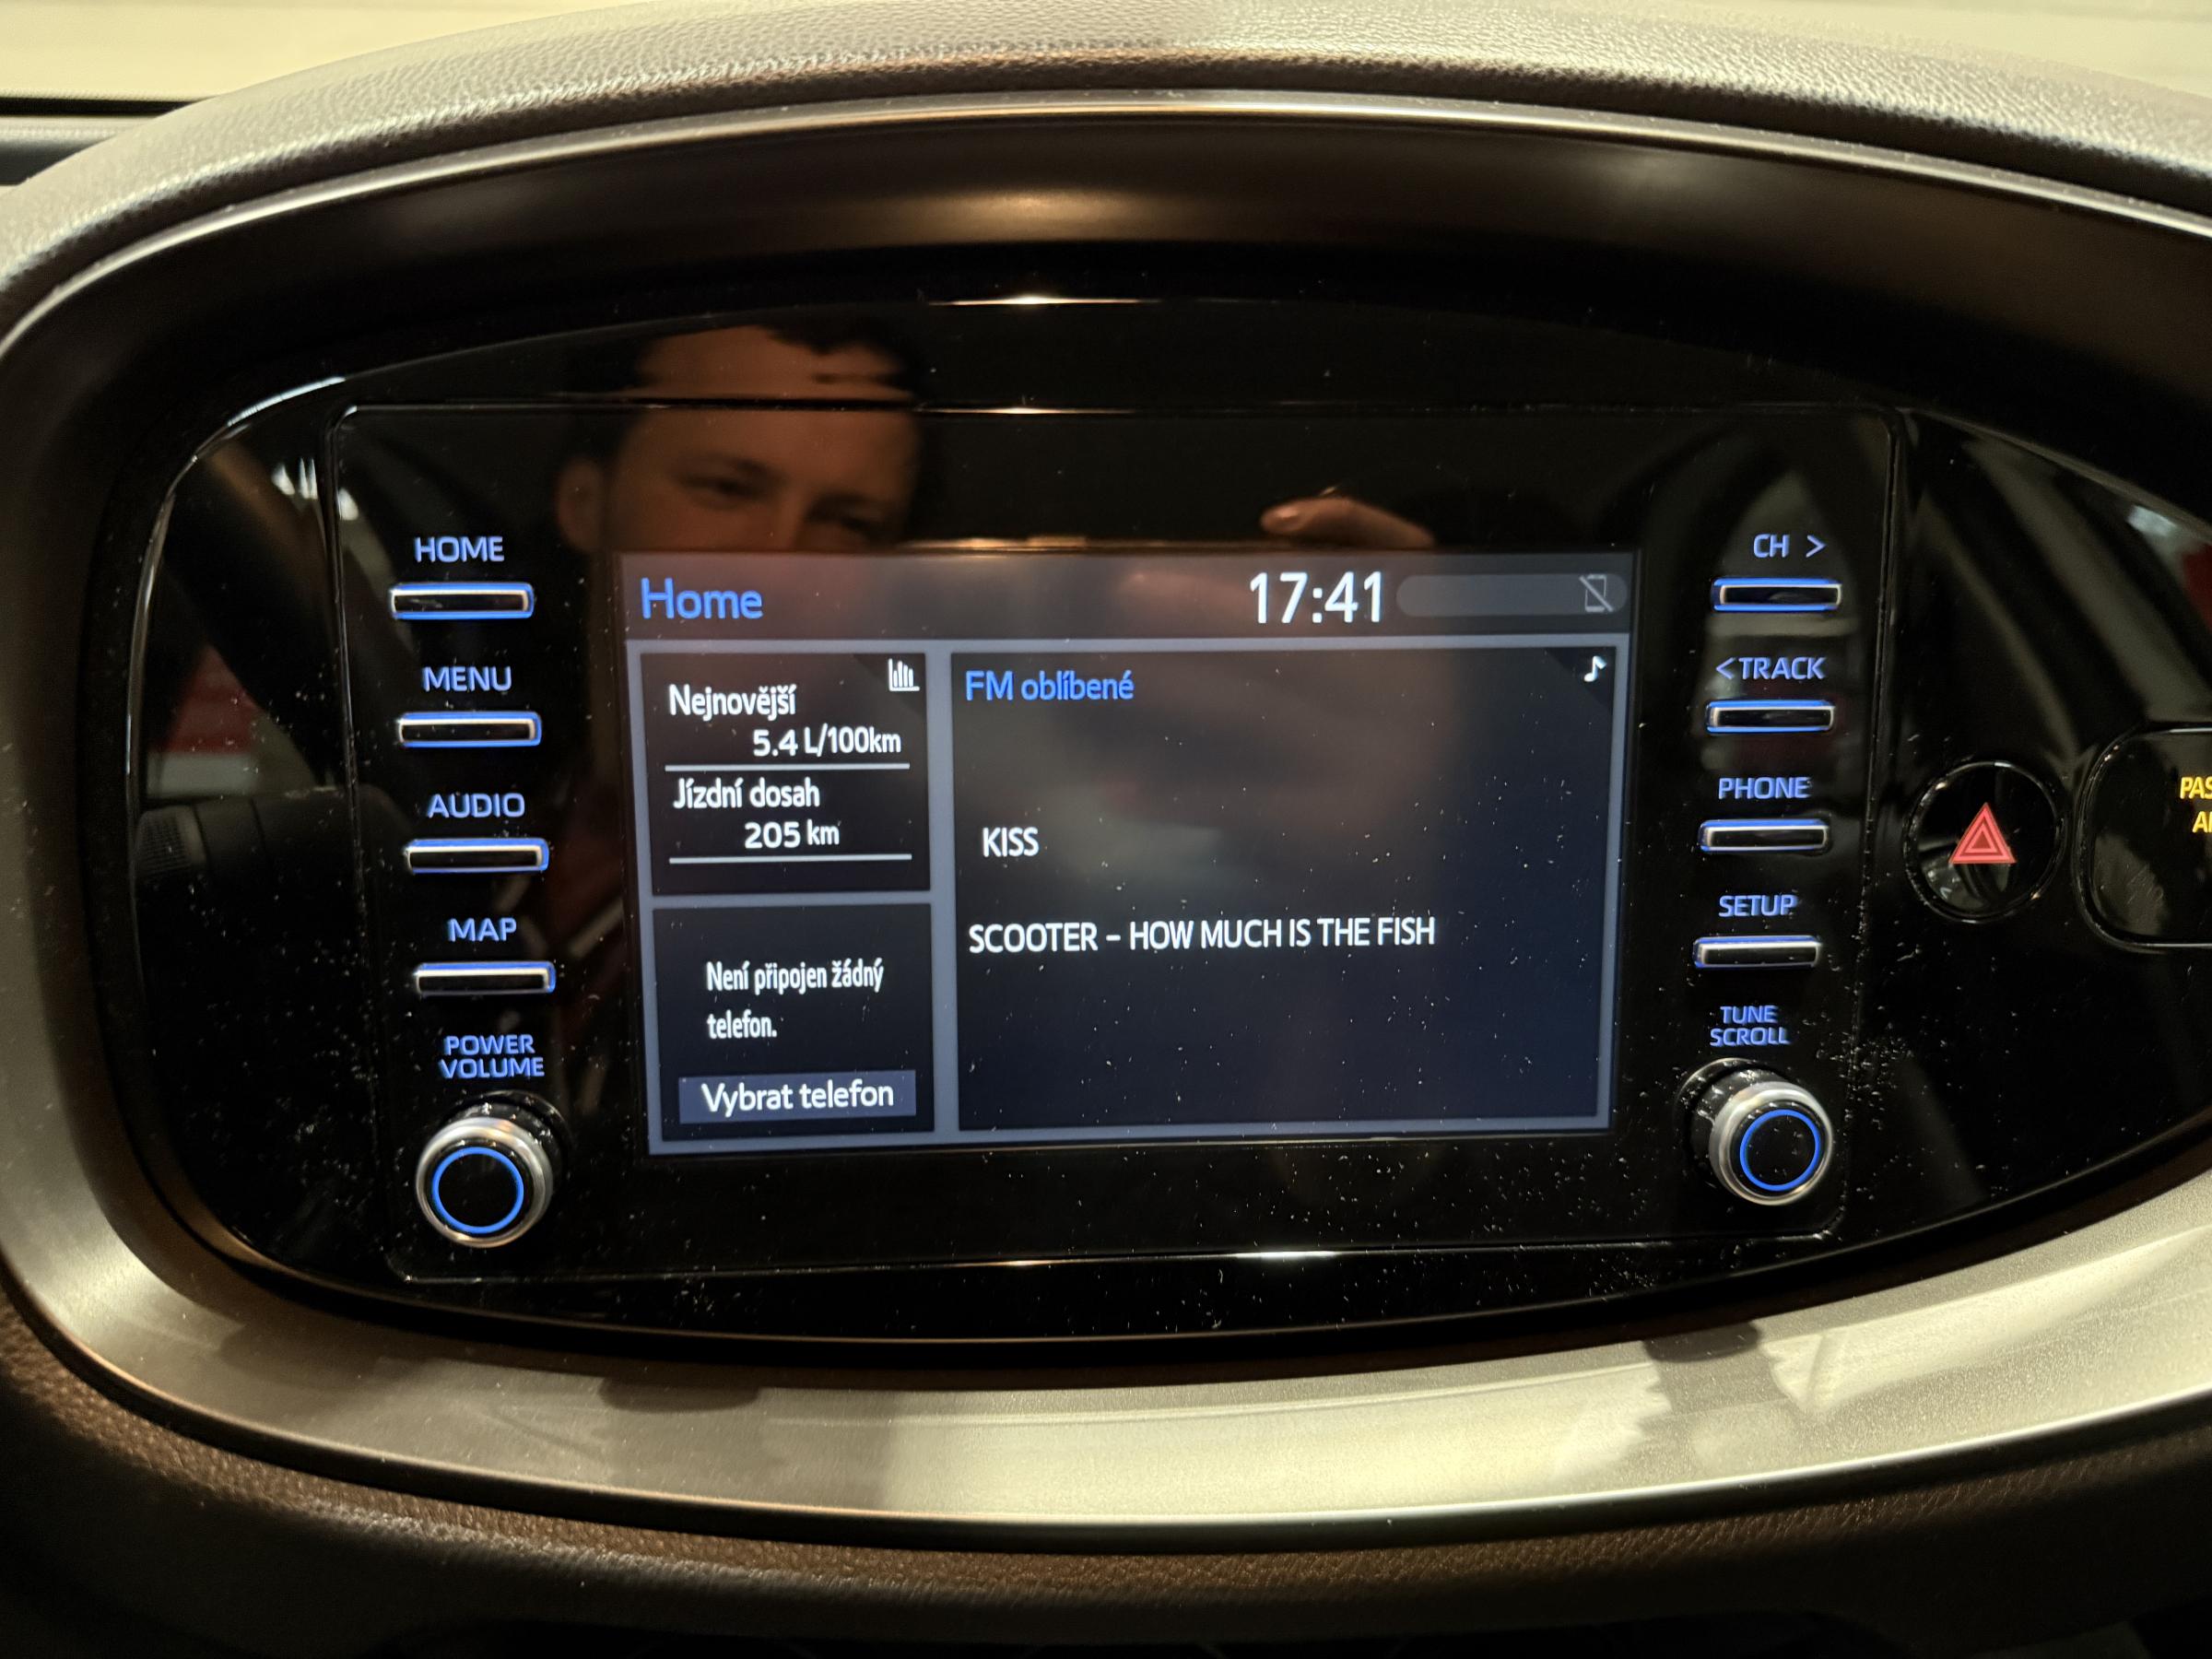 HOME
MENU
AUDIO
MAP
POWER
VOLUME
Home
17:41
Nejnovější
5.4 L/100km
Jízdní dosah
205 km
Není připojen žádný
telefon.
Vybrat telefon
FM oblíbené
KISS
SCOOTER – HOW MUCH IS THE FISH
CH >
< TRACK
PHONE
SETUP
TUNE
SCROLL